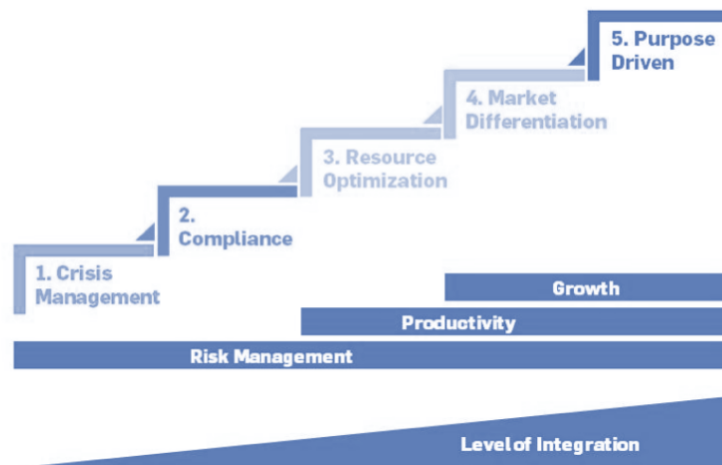 5. Purpose
Driven
4. Market
Differentiation
3. Resource
Optimization
2.
Compliance
1. Crisis
Management
Growth
Productivity
Risk Management
Level of Integration